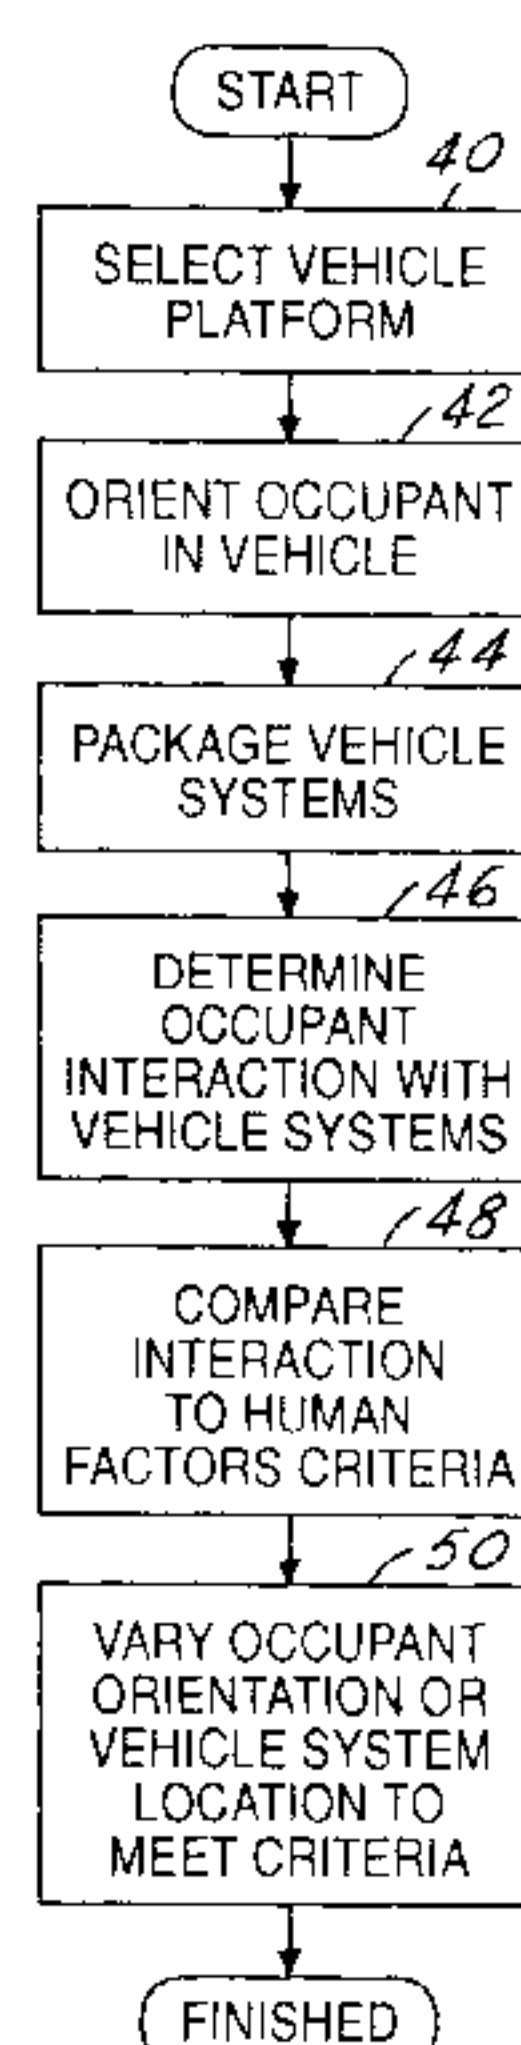 START
40
SELECT VEHICLE
PLATFORM
42
ORIENT OCCUPANT
IN VEHICLE
44
PACKAGE VEHICLE
SYSTEMS
46
DETERMINE
OCCUPANT
INTERACTION WITH
VEHICLE SYSTEMS
48
COMPARE
INTERACTION
TO HUMAN
FACTORS CRITERIA
50
VARY OCCUPANT
ORIENTATION OR
VEHICLE SYSTEM
LOCATION TO
MEET CRITERIA
FINISHED